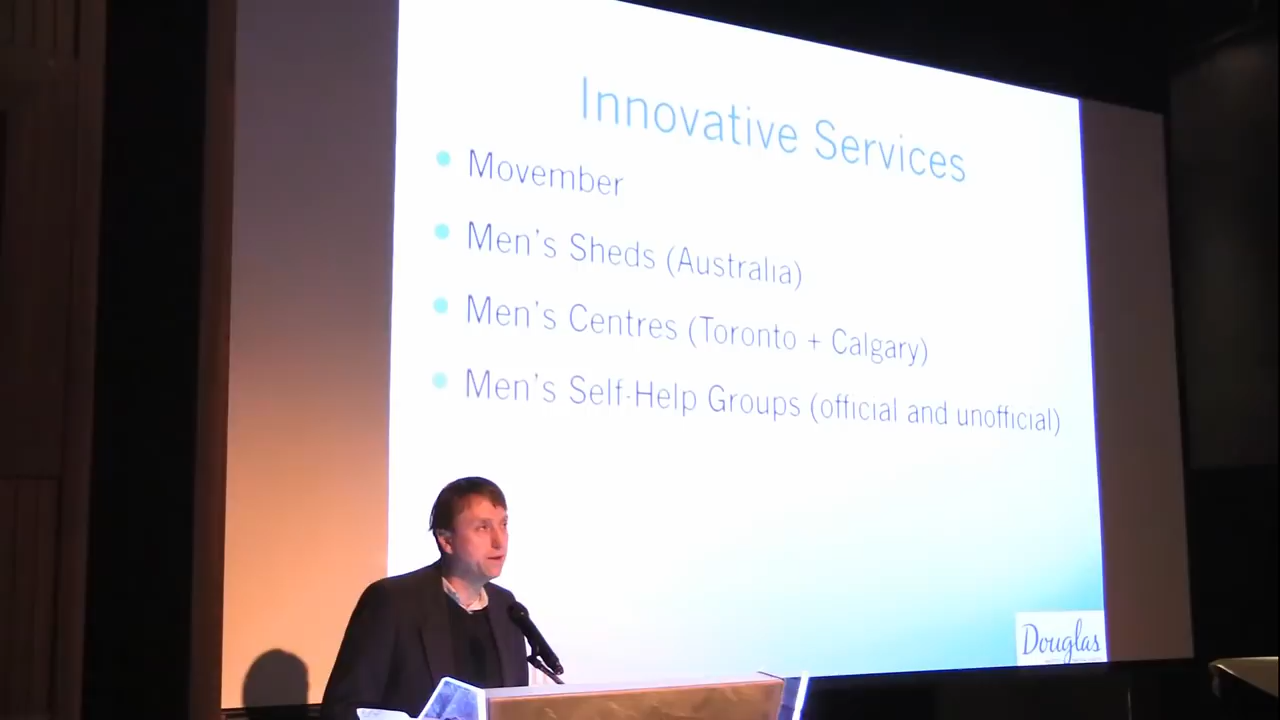 Innovative Services
Movember
Men's Sheds (Australia)
Men's Centres (Toronto + Calgary)
Men's Self-Help Groups (official and unofficial)
Douglas